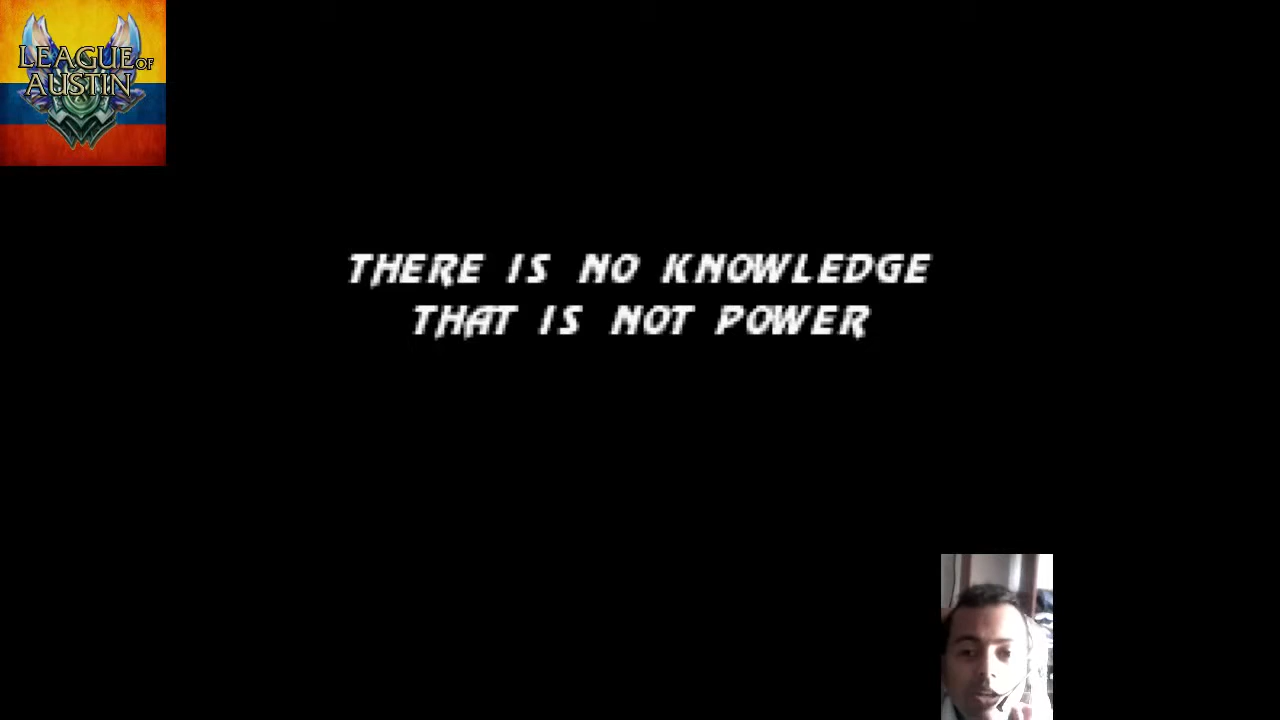 LEAGUE OF
AUSTIN
THERE IS NO KNOWLEDGE
THAT IS NOT POWER